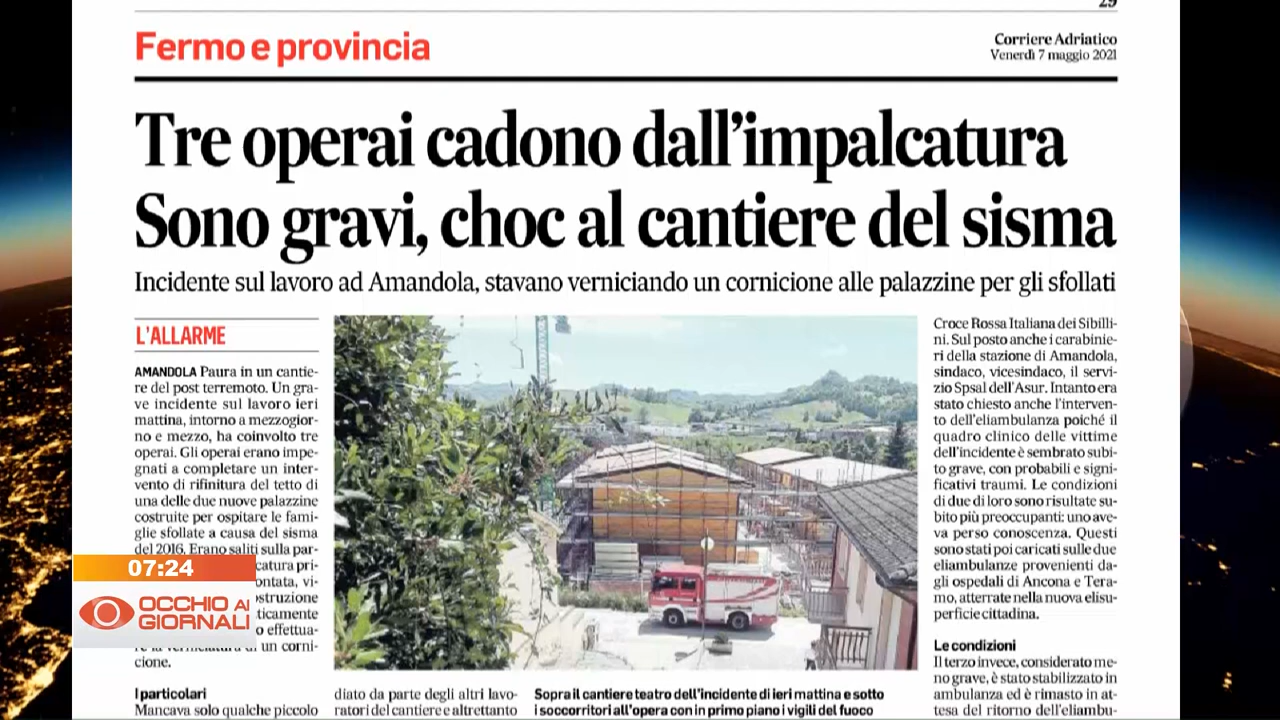 29
Fermo e provincia
Corriere Adriatico
Venerdì 7 maggio 2021
Tre operai cadono dall'impalcatura
Sono gravi, choc al cantiere del sisma
Incidente sul lavoro ad Amandola, stavano verniciando un cornicione alle palazzine per gli sfollati
L'ALLARME
AMANDOLA Paura in un cantie-
re del post terremoto. Un gra-
ve incidente sul lavoro ieri
mattina, intorno a mezzogior-
no e mezzo, ha coinvolto tre
operai. Gli operai erano impe-
gnati a completare un inter-
vento di rifinitura del tetto di
una delle due nuove palazzine
costruite per ospitare le fami-
glie sfollate a causa del sisma
del 2016. Erano saliti sulla par-
catura pri-
ontata, vi-
ostruzione
ticamente
o effettua-
re la verniciatura di un corni-
cione.
I particolari
Mancava solo qualche piccolo
diato da parte degli altri lavo-
ratori del cantiere e altrettanto
Sopra il cantiere teatro dell'incidente di ieri mattina e sotto
i soccorritori all'opera con in primo piano i vigili del fuoco
Croce Rossa Italiana dei Sibilli-
ni. Sul posto anche i carabinie-
ri della stazione di Amandola,
sindaco, vicesindaco, il servi-
zio Spsal dell'Asur. Intanto era
stato chiesto anche l'interven-
to dell'eliambulanza poiché il
quadro clinico delle vittime
dell'incidente è sembrato subi-
to grave, con probabili e signi-
ficativi traumi. Le condizioni
di due di loro sono risultate su-
bito più preoccupanti: uno ave-
va perso conoscenza. Questi
sono stati poi caricati sulle due
eliambulanze provenienti da-
gli ospedali di Ancona e Tera-
mo, atterrate nella nuova elisu-
perficie cittadina.
Le condizioni
Il terzo invece, considerato me-
no grave, è stato stabilizzato in
ambulanza ed è rimasto in at-
tesa del ritorno dell'eliambu-
07:24
OCCHIO AI
GIORNALI